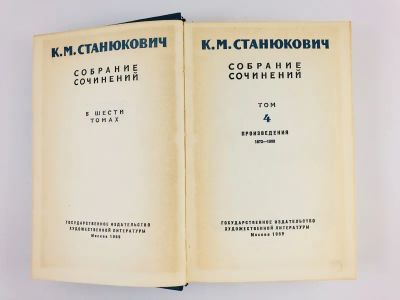 К.М.СТАНЮКОВИЧ
СОБРАНИЕ
СОЧИНЕНИЙ
В ШЕСТИ
ТОМАХ
ГОСУДАРСТВЕННОЕ ИЗДАТЕЛЬСТВО
ХУДОЖЕСТВЕННОЙ ЛИТЕРАТУРЫ
Москва 1959
К.М.СТАНЮКОВИЧ
СОБРАНИЕ
СОЧИНЕНИЙ
ТОМ
4
ПРОИЗВЕДЕНИЯ
ГОСУДАРСТВЕННОЕ ИЗДАТЕЛЬСТВО
ХУДОЖЕСТВЕННОЙ ЛИТЕРАТУРЫ
Москва 1959